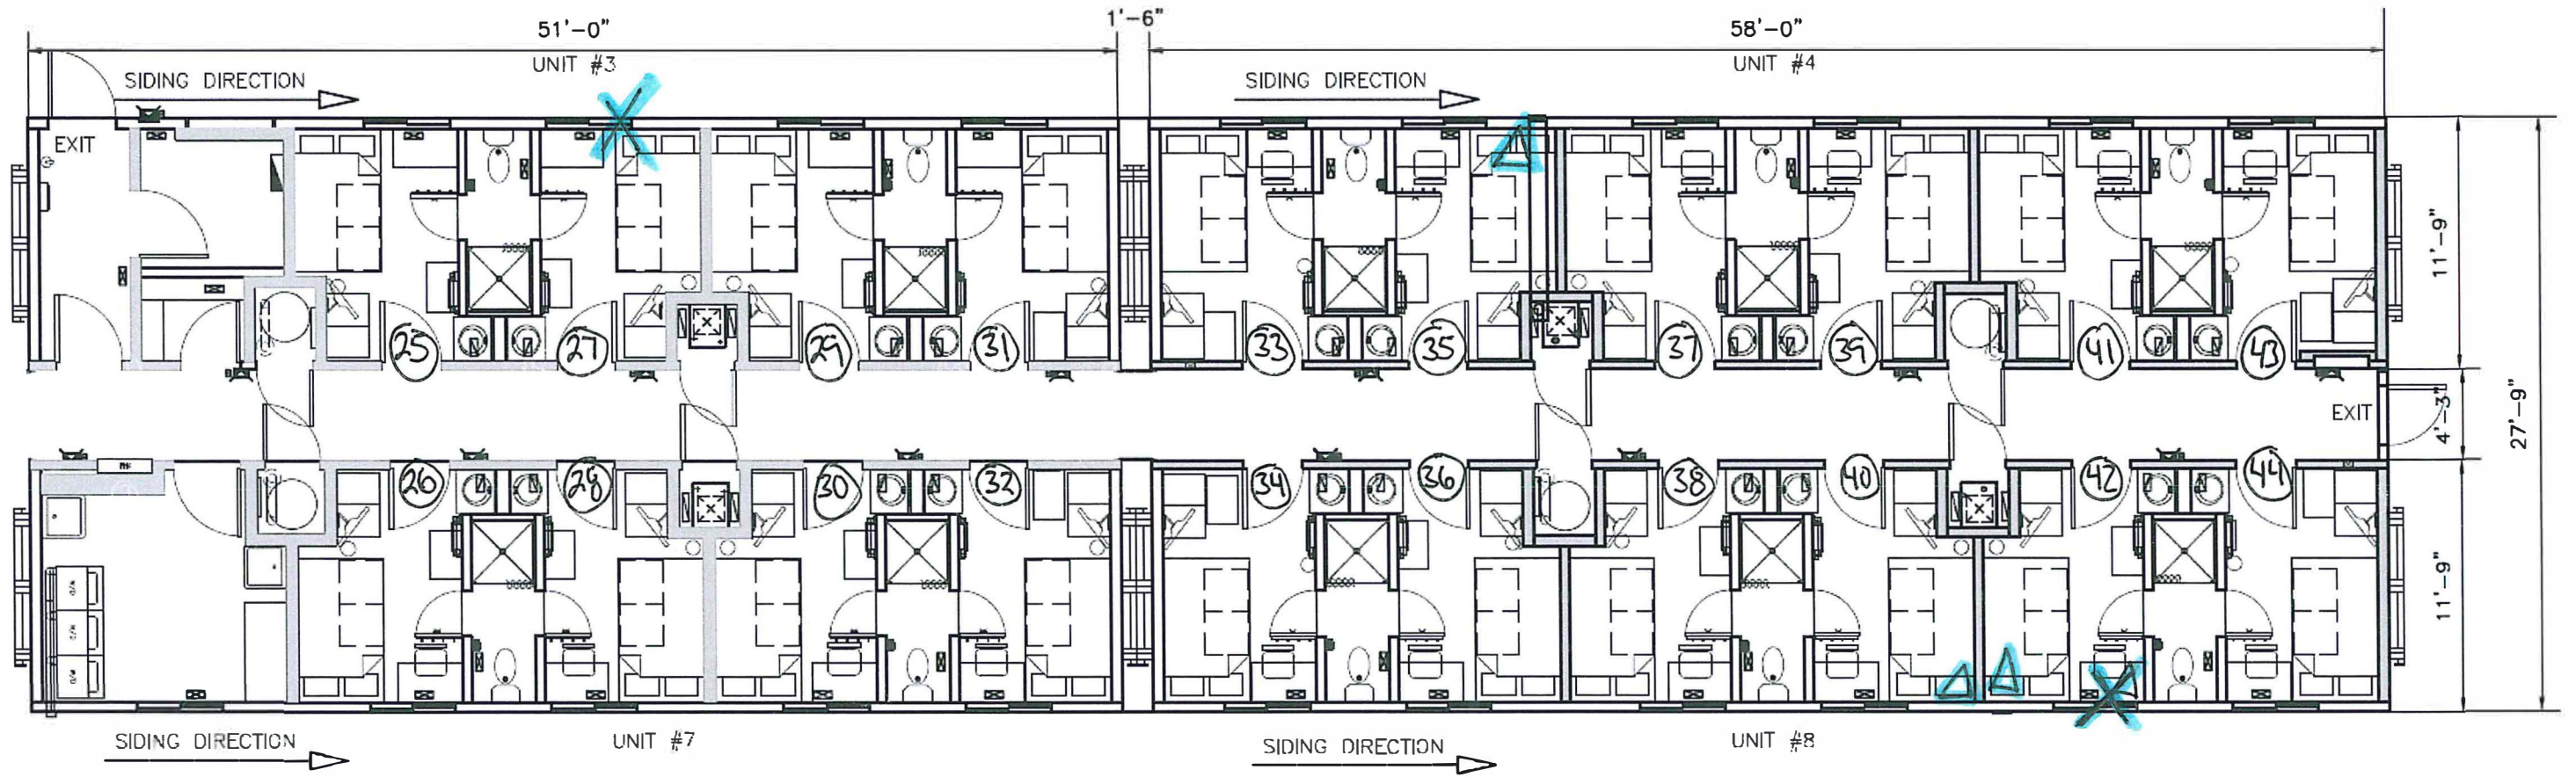 51'-0"
1'-6"
58'-0"
UNIT #3
UNIT #4
SIDING DIRECTION
SIDING DIRECTION
EXIT
11'-9"
25
27
29
31
33
35
37
39
41
43
EXIT
4'-3"
27'-9"
26
28
30
32
34
36
38
40
42
44
11'-9"
SIDING DIRECTION
UNIT #7
SIDING DIRECTION
UNIT #8